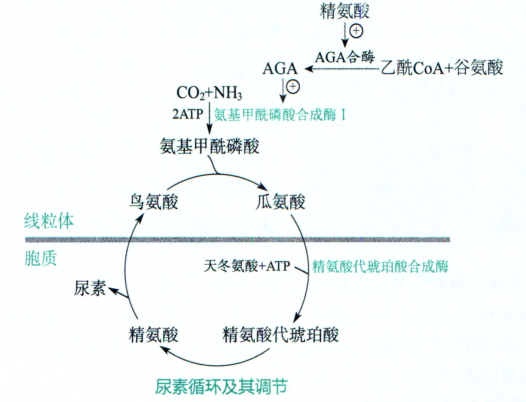 精氨酸
⊕
AGA合酶
AGA
乙酰CoA+谷氨酸
⊕
CO₂+NH₃
2ATP
氨基甲酰磷酸合成酶Ⅰ
氨基甲酰磷酸
鸟氨酸
瓜氨酸
线粒体
胞质
天冬氨酸+ATP
精氨酸代琥珀酸合成酶
尿素
精氨酸
精氨酸代琥珀酸
尿素循环及其调节